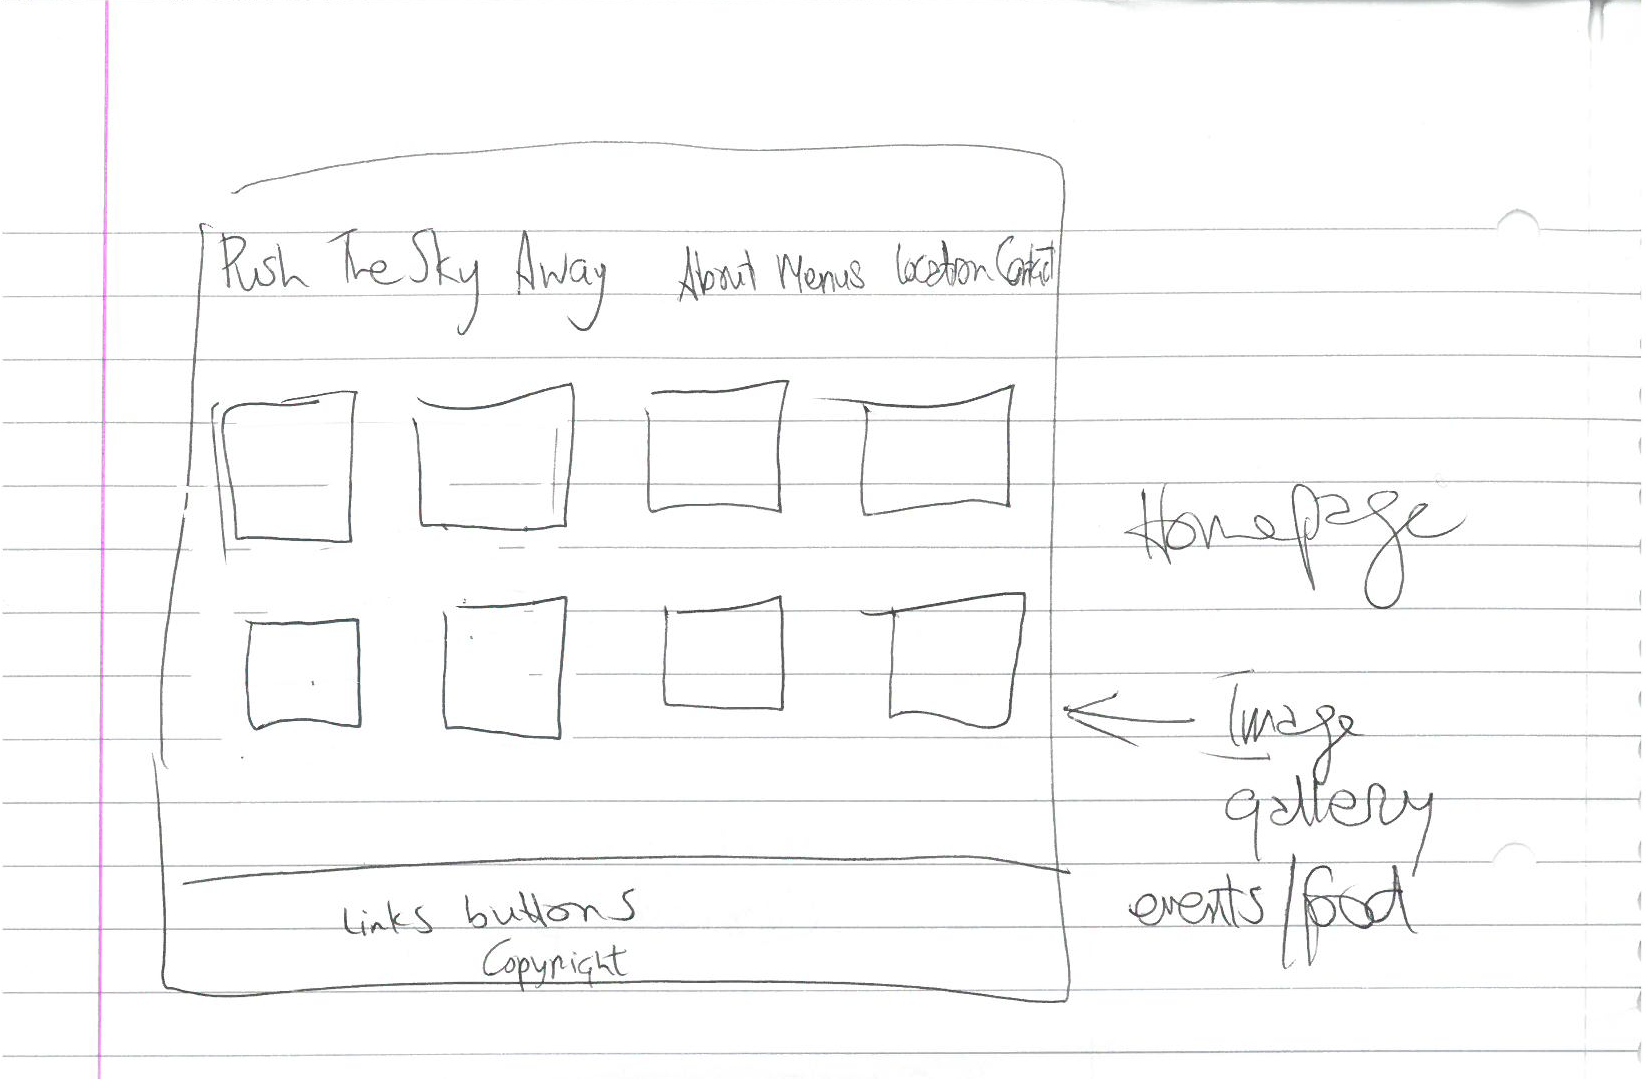 Push The Sky Away About Menus Location Contact
Homepage
Image
gallery
events/food
Links buttons
Copyright